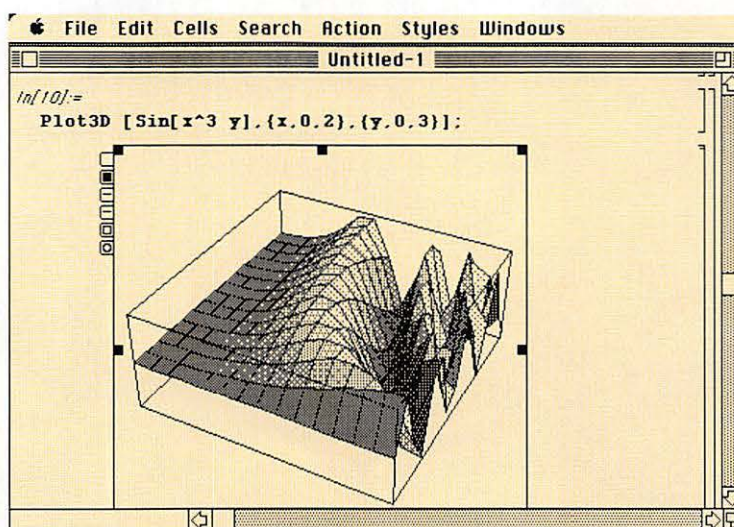 File Edit Cells Search Action Styles Windows
Untitled-1
In[10]:=
Plot3D [Sin[x^3 y],{x,0,2},{y,0,3}];